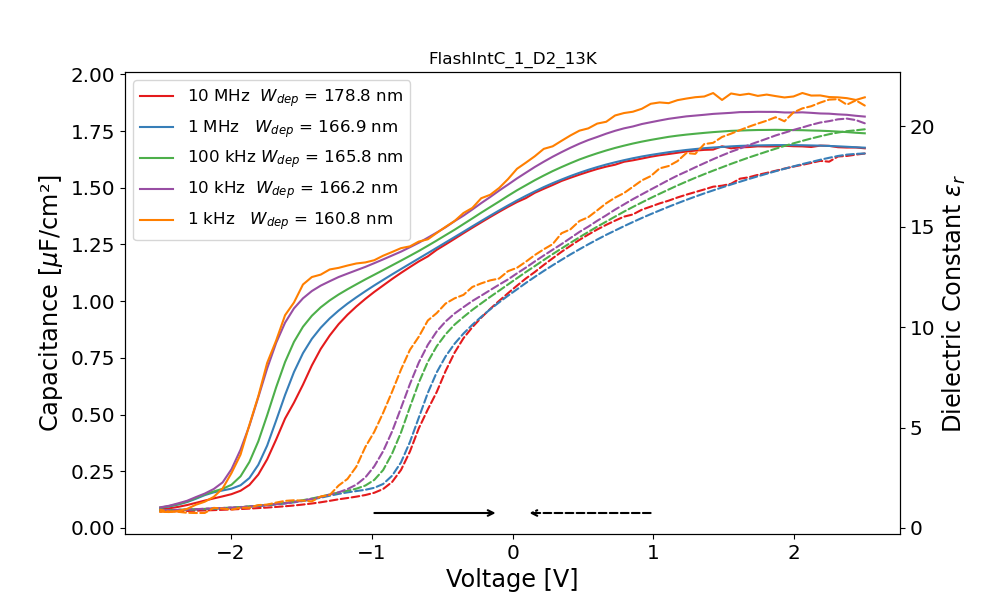 FlashIntC_1_D2_13K
10 MHz W_dep = 178.8 nm
1 MHz W_dep = 166.9 nm
100 kHz W_dep = 165.8 nm
10 kHz W_dep = 166.2 nm
1 kHz W_dep = 160.8 nm
Capacitance [µF/cm²]
2.00
1.75
1.50
1.25
1.00
0.75
0.50
0.25
0.00
Dielectric Constant ε_r
20
15
10
5
0
−2 −1 0 1 2
Voltage [V]